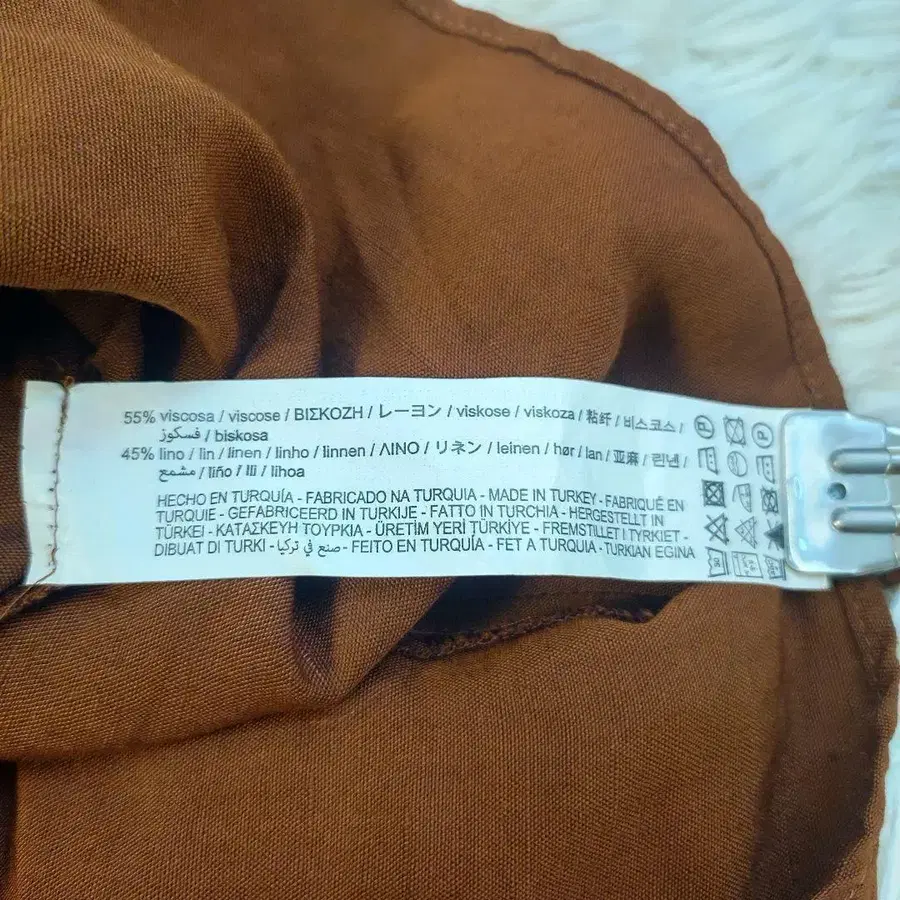 55% viscosa / viscose / ΒΙΣΚΟΖΗ / レーヨン / viskose / viskoza / 粘纤 / 비스코스 /
فسكوز / biskosa
45% lino / lin / linen / linho / linnen / ΛΙΝΟ / リネン / leinen / hør / lan / 亚麻 / 린넨 /
مشمع / liño / lli / lihoa
HECHO EN TURQUÍA - FABRICADO NA TURQUIA - MADE IN TURKEY - FABRIQUÉ EN
TURQUIE - GEFABRICEERD IN TURKIJE - FATTO IN TURCHIA - HERGESTELLT IN
TÜRKEI - ΚΑΤΑΣΚΕΥΗ ΤΟΥΡΚΙΑ - ÜRETİM YERİ TÜRKİYE - FREMSTILLET I TYRKIET -
DIBUAT DI TURKI - صنع في تركيا - FEITO EN TURQUÍA - FET A TURQUIA - TURKIAN EGINA
P P